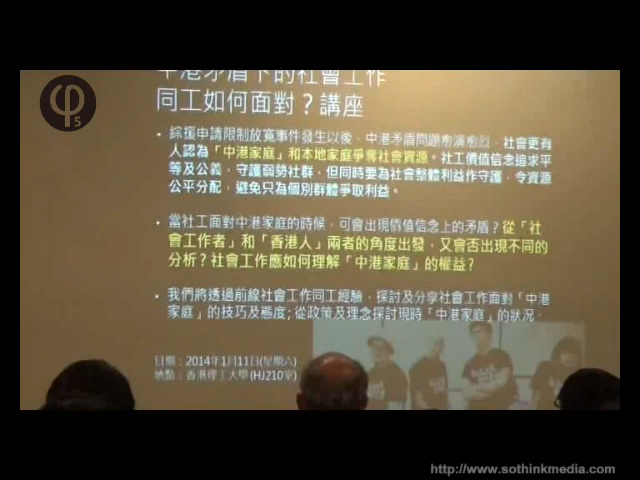 中港矛盾下的社會工作
同工如何面對？講座
φ5
• 綜援申請限制放寬事件發生以後，中港矛盾問題愈演愈烈，社會更有
人認為「中港家庭」和本地家庭爭奪社會資源。社工價值信念追求平
等及公義，守護弱勢社群，但同時要為社會整體利益作守護，令資源
公平分配，避免只為個別群體爭取利益。
• 當社工面對中港家庭的時候，可會出現價值信念上的矛盾？從「社
會工作者」和「香港人」兩者的角度出發，又會否出現不同的
分析？社會工作應如何理解「中港家庭」的權益？
• 我們將透過前線社會工作同工經驗，探討及分享社會工作面對「中港
家庭」的技巧及態度; 從政策及理念探討現時「中港家庭」的狀況，
日期：2014年1月11日(星期六)
地點：香港理工大學 (HJ210室)
http://www.sothinkmedia.com